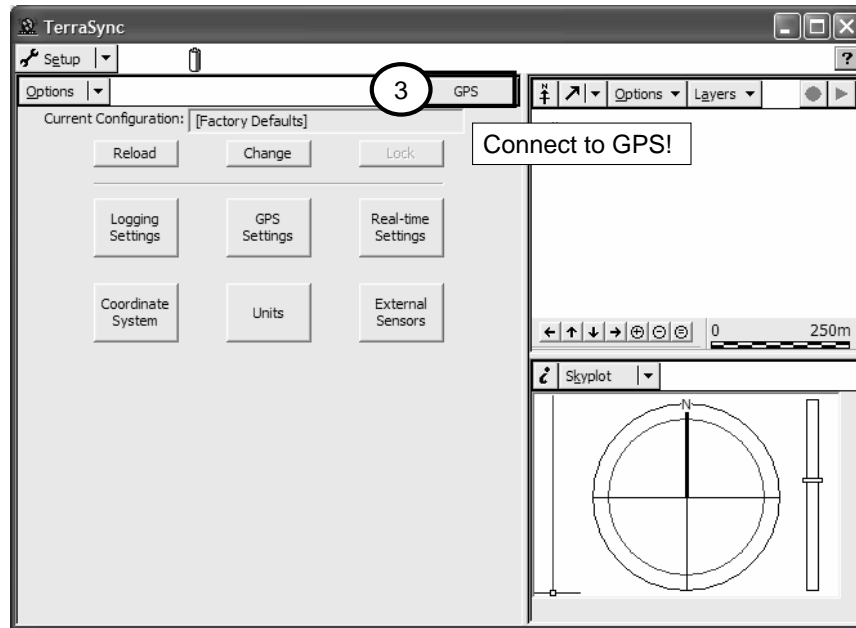 TerraSync
Setup
?
Options
3
GPS
Current Configuration: [Factory Defaults]
Reload
Change
Lock
Logging
Settings
GPS
Settings
Real-time
Settings
Coordinate
System
Units
External
Sensors
N
Options
Layers
Connect to GPS!
0
250m
i
Skyplot
N